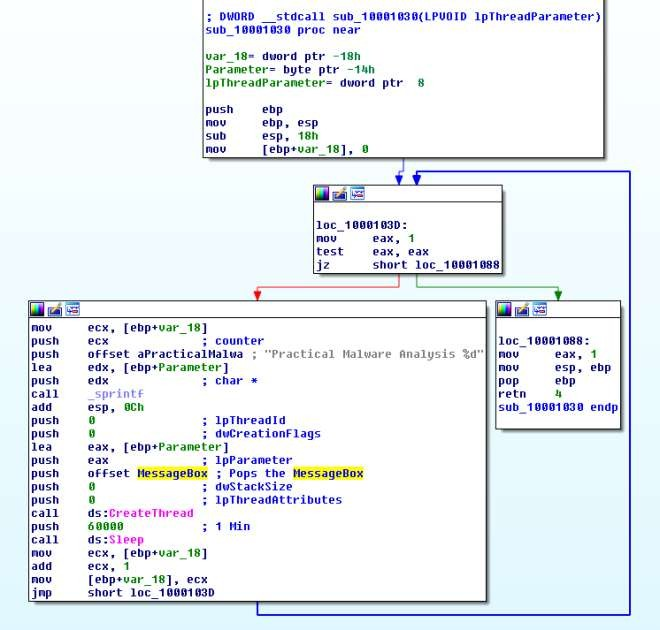 ; DWORD __stdcall sub_10001030(LPVOID lpThreadParameter)
sub_10001030 proc near
var_18= dword ptr -18h
Parameter= byte ptr -14h
lpThreadParameter= dword ptr  8
push    ebp
mov     ebp, esp
sub     esp, 18h
mov     [ebp+var_18], 0
loc_1000103D:
mov     eax, 1
test    eax, eax
jz      short loc_10001088
mov     ecx, [ebp+var_18]
push    ecx             ; counter
push    offset aPracticalMalwa ; "Practical Malware Analysis %d"
lea     edx, [ebp+Parameter]
push    edx             ; char *
call    _sprintf
add     esp, 0Ch
push    0               ; lpThreadId
push    0               ; dwCreationFlags
lea     eax, [ebp+Parameter]
push    eax             ; lpParameter
push    offset MessageBox ; Pops the MessageBox
push    0               ; dwStackSize
push    0               ; lpThreadAttributes
call    ds:CreateThread
push    60000           ; 1 Min
call    ds:Sleep
mov     ecx, [ebp+var_18]
add     ecx, 1
mov     [ebp+var_18], ecx
jmp     short loc_1000103D
loc_10001088:
mov     eax, 1
mov     esp, ebp
pop     ebp
retn    4
sub_10001030 endp